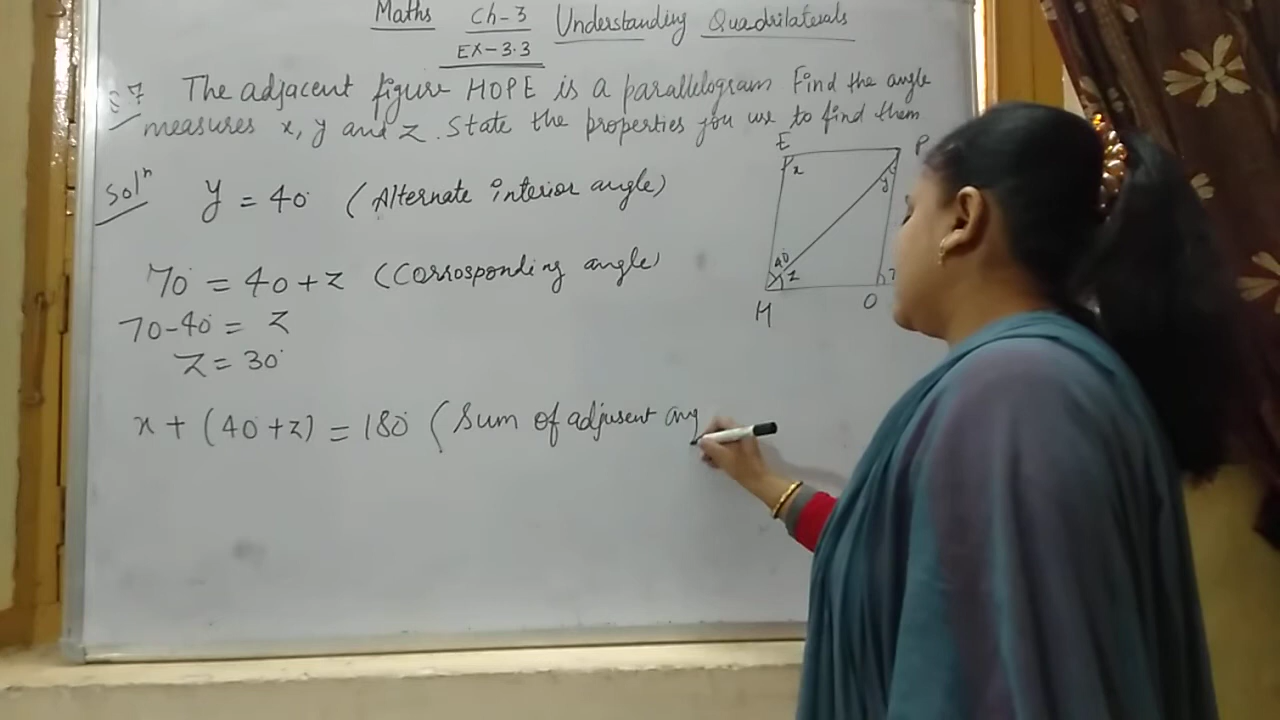 Maths Ch-3 Understanding Quadrilaterals
EX-3.3
Q7 The adjacent figure HOPE is a parallelogram Find the angle
measures x, y and z. State the properties you use to find them
Solⁿ
y = 40° (Alternate interior angle)
70° = 40 + z (Corrosponding angle)
70-40° = z
z = 30°
x + (40° + z) = 180° (Sum of adjusent ang
E P
x
y
40°
z
7
H O